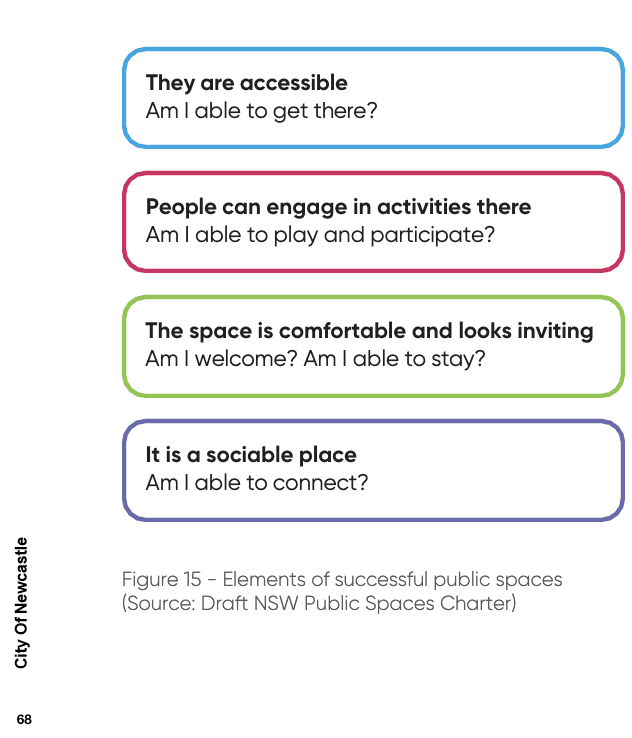 They are accessible
Am I able to get there?
People can engage in activities there
Am I able to play and participate?
The space is comfortable and looks inviting
Am I welcome? Am I able to stay?
It is a sociable place
Am I able to connect?
Figure 15 - Elements of successful public spaces
(Source: Draft NSW Public Spaces Charter)
City Of Newcastle
68